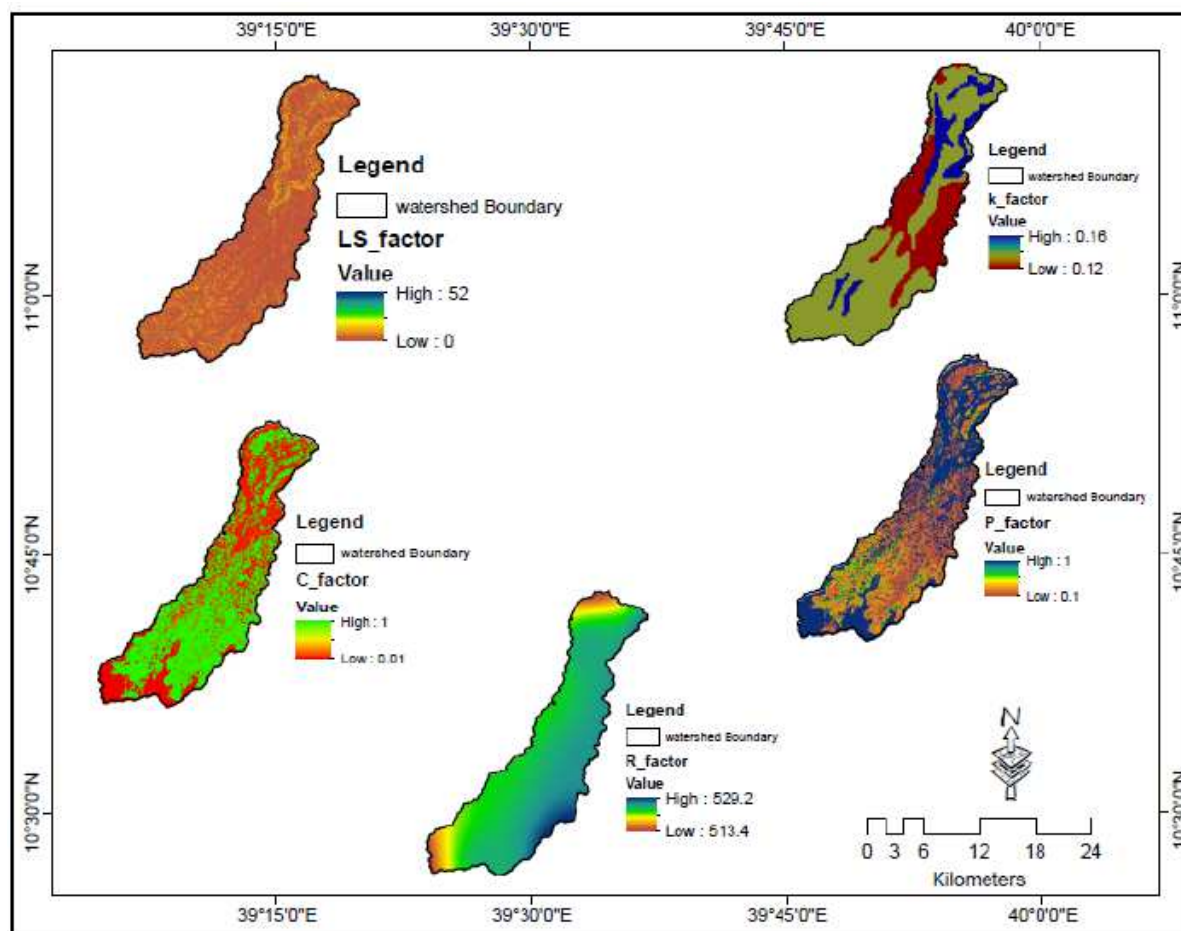 39°15'0"E 39°30'0"E 39°45'0"E 40°0'0"E
Legend
watershed Boundary
LS_factor
Value
High : 52
Low : 0
Legend
watershed Boundary
k_factor
Value
High : 0.16
Low : 0.12
11°0'0"N
11°0'0"N
Legend
watershed Boundary
C_factor
Value
High : 1
Low : 0.01
Legend
watershed Boundary
P_factor
Value
High : 1
Low : 0.1
10°45'0"N
10°45'0"N
Legend
watershed Boundary
R_factor
Value
High : 529.2
Low : 513.4
N
10°30'0"N
10°30'0"N
0 3 6 12 18 24
Kilometers
39°15'0"E 39°30'0"E 39°45'0"E 40°0'0"E